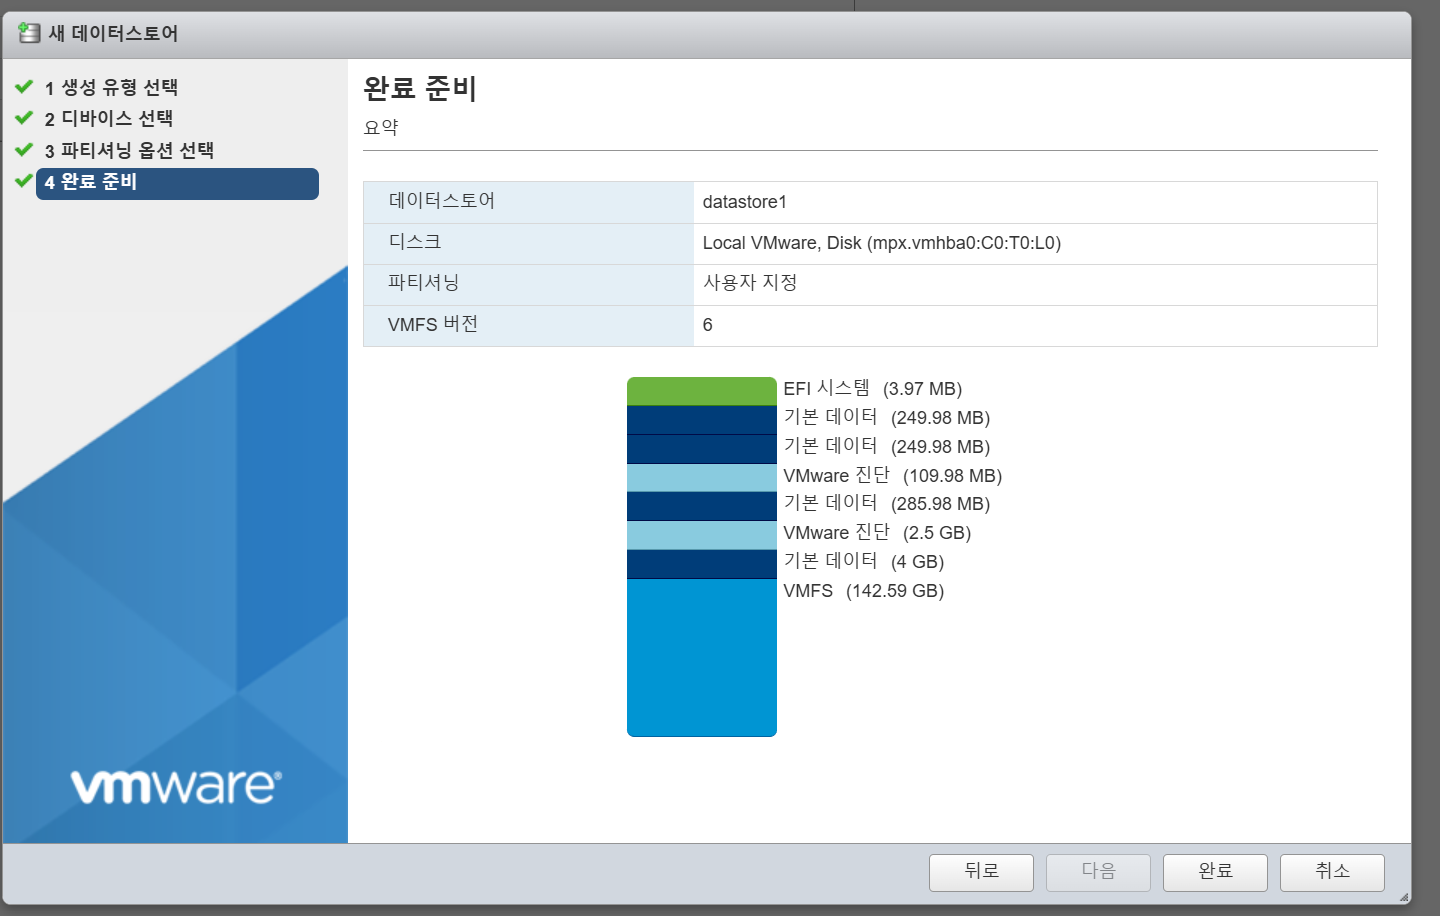 새 데이터스토어
1 생성 유형 선택
2 디바이스 선택
3 파티셔닝 옵션 선택
4 완료 준비
vmware®
완료 준비
요약
데이터스토어 datastore1
디스크 Local VMware, Disk (mpx.vmhba0:C0:T0:L0)
파티셔닝 사용자 지정
VMFS 버전 6
EFI 시스템 (3.97 MB)
기본 데이터 (249.98 MB)
기본 데이터 (249.98 MB)
VMware 진단 (109.98 MB)
기본 데이터 (285.98 MB)
VMware 진단 (2.5 GB)
기본 데이터 (4 GB)
VMFS (142.59 GB)
뒤로 다음 완료 취소